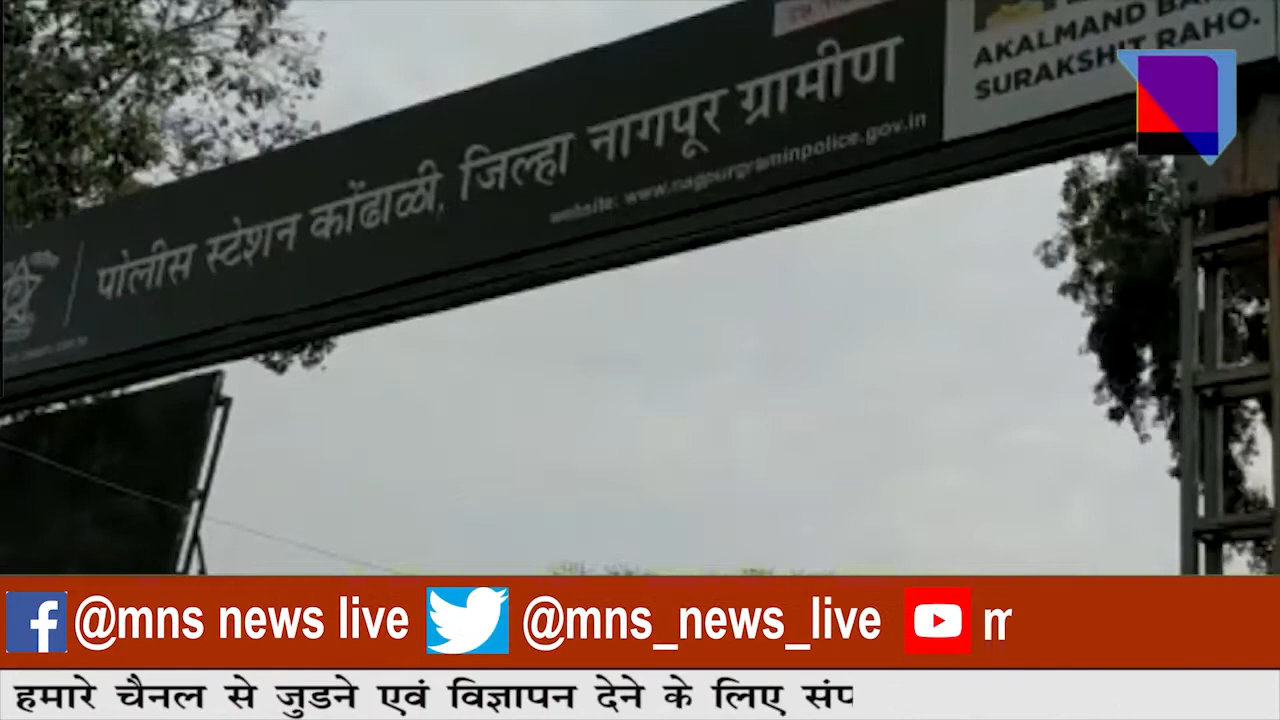 AKALMAND BA
SURAKSHIT RAHO.
पोलीस स्टेशन कोंढाळी, जिल्हा नागपूर ग्रामीण
website: www.nagpurgraminpolice.gov.in
@mns news live @mns_news_live
हमारे चैनल से जुडने एवं विज्ञापन देने के लिए